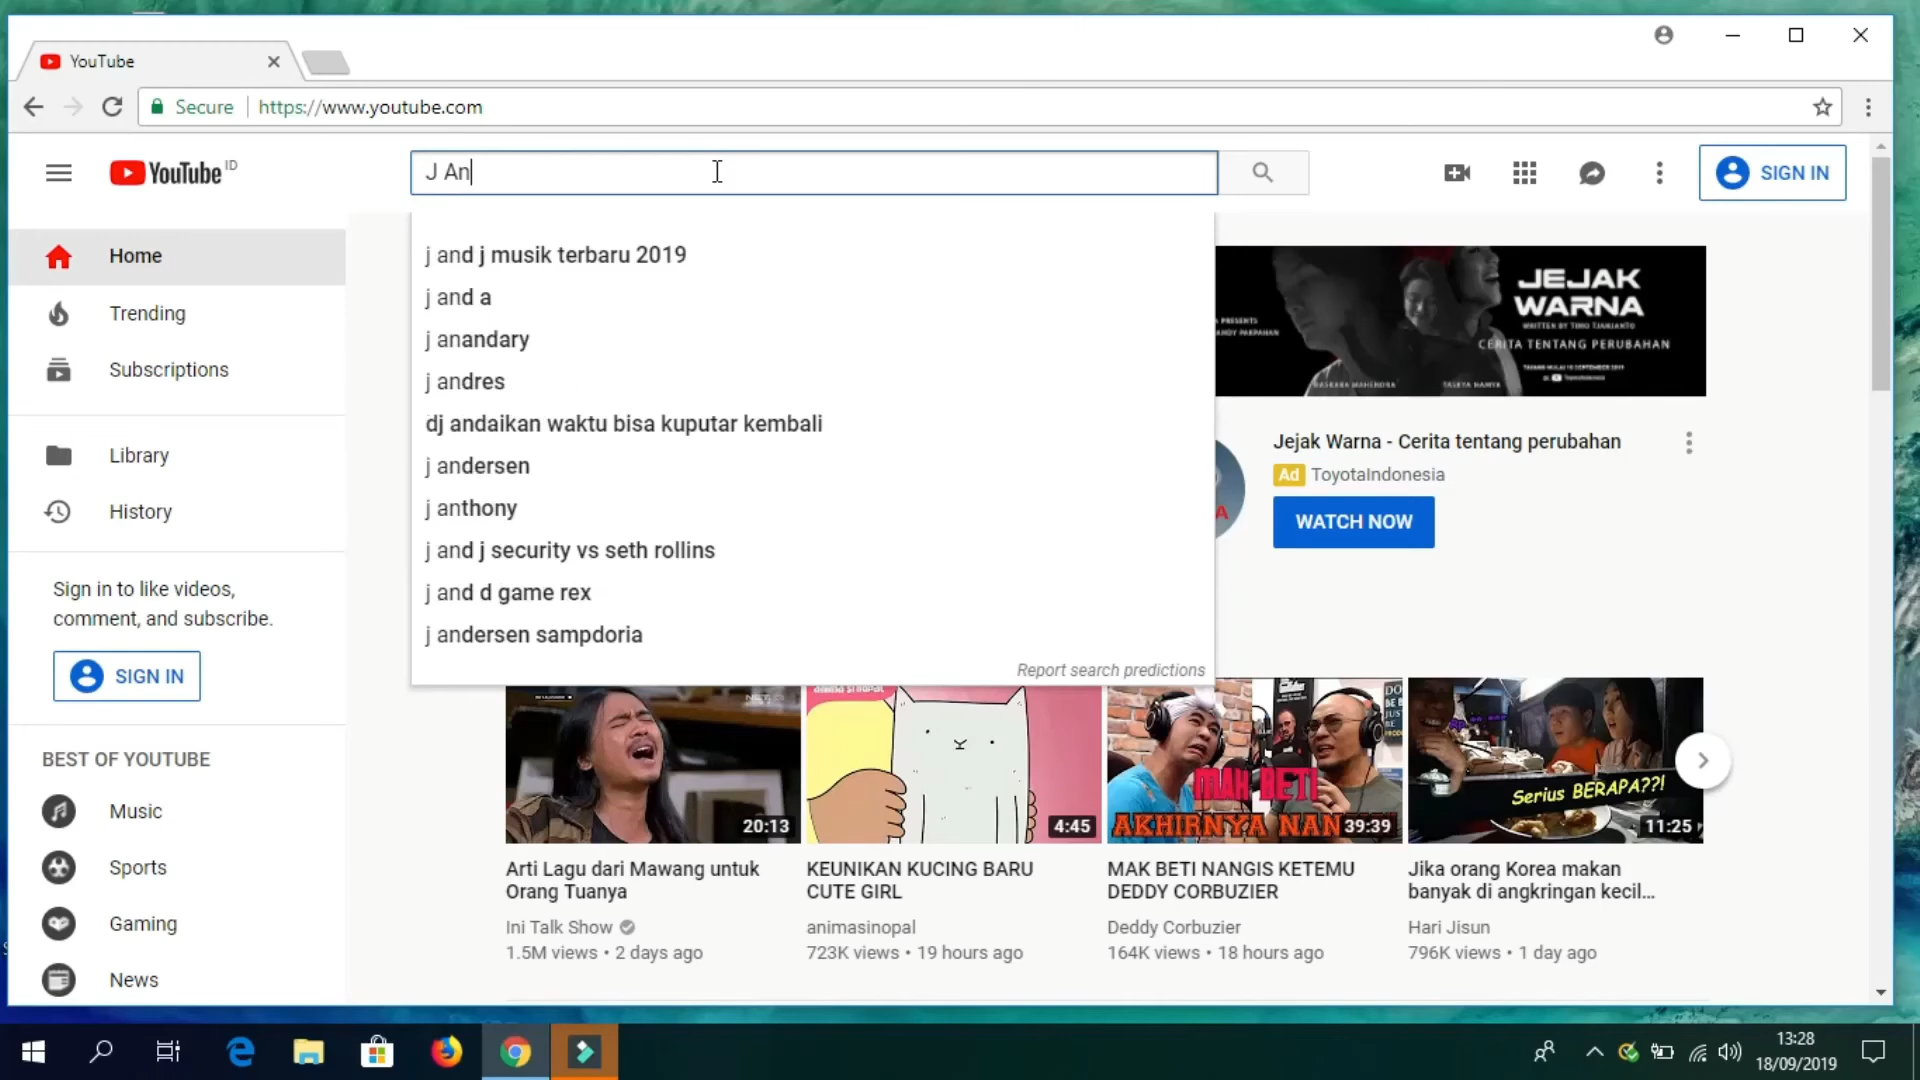 YouTube
Secure
https://www.youtube.com
YouTube ID
J An
SIGN IN
Home
Trending
Subscriptions
Library
History
Sign in to like videos,
comment, and subscribe.
SIGN IN
BEST OF YOUTUBE
Music
Sports
Gaming
News
j and j musik terbaru 2019
j and a
j anandary
j andres
dj andaikan waktu bisa kuputar kembali
j andersen
j anthony
j and j security vs seth rollins
j and d game rex
j andersen sampdoria
Report search predictions
JEJAK
WARNA
WRITTEN BY TIMO TJAHJANTO
CERITA TENTANG PERUBAHAN
Jejak Warna - Cerita tentang perubahan
Ad ToyotaIndonesia
WATCH NOW
20:13
Arti Lagu dari Mawang untuk
Orang Tuanya
Ini Talk Show
1.5M views • 2 days ago
4:45
KEUNIKAN KUCING BARU
CUTE GIRL
animasinopal
723K views • 19 hours ago
MAK BETI
AKHIRNYA NAN
39:39
MAK BETI NANGIS KETEMU
DEDDY CORBUZIER
Deddy Corbuzier
164K views • 18 hours ago
Serius BERAPA??!
11:25
Jika orang Korea makan
banyak di angkringan kecil...
Hari Jisun
796K views • 1 day ago
13:28
18/09/2019